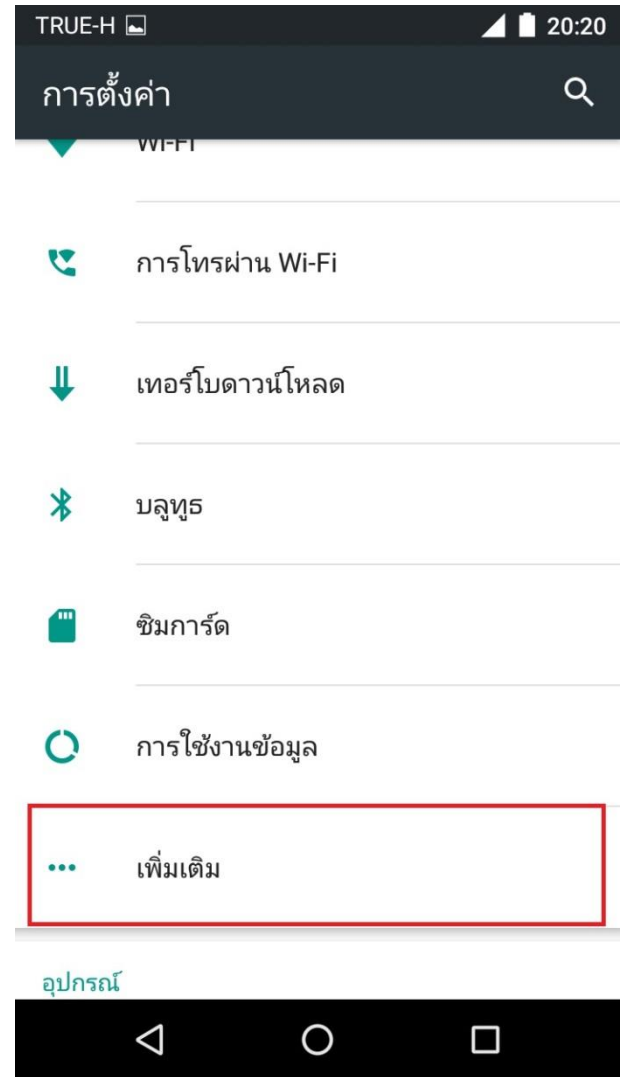 TRUE-H 20:20
การตั้งค่า
Wi-Fi
การโทรผ่าน Wi-Fi
เทอร์โบดาวน์โหลด
บลูทูธ
ซิมการ์ด
การใช้งานข้อมูล
เพิ่มเติม
อุปกรณ์